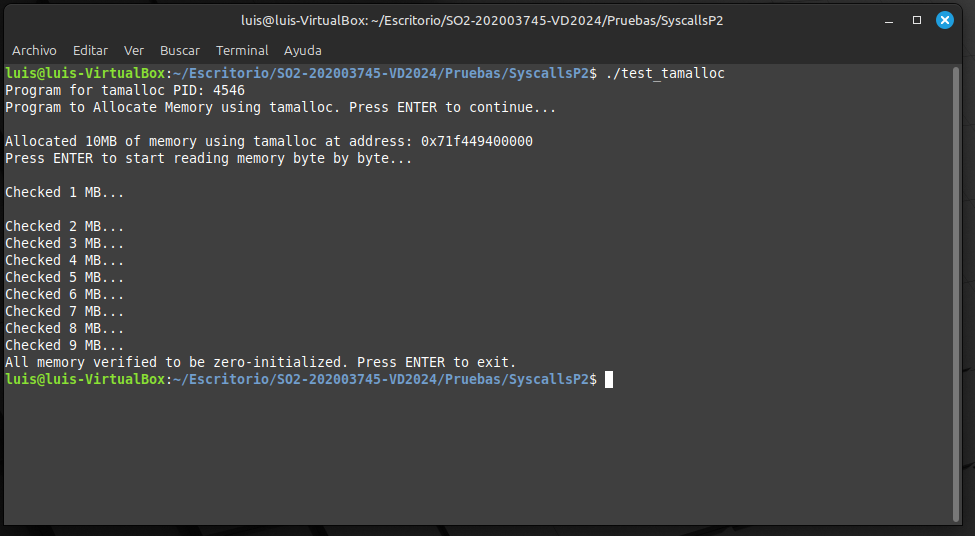 luis@luis-VirtualBox: ~/Escritorio/SO2-202003745-VD2024/Pruebas/SyscallsP2
Archivo Editar Ver Buscar Terminal Ayuda
luis@luis-VirtualBox:~/Escritorio/SO2-202003745-VD2024/Pruebas/SyscallsP2$ ./test_tamalloc
Program for tamalloc PID: 4546
Program to Allocate Memory using tamalloc. Press ENTER to continue...
Allocated 10MB of memory using tamalloc at address: 0x71f449400000
Press ENTER to start reading memory byte by byte...
Checked 1 MB...
Checked 2 MB...
Checked 3 MB...
Checked 4 MB...
Checked 5 MB...
Checked 6 MB...
Checked 7 MB...
Checked 8 MB...
Checked 9 MB...
All memory verified to be zero-initialized. Press ENTER to exit.
luis@luis-VirtualBox:~/Escritorio/SO2-202003745-VD2024/Pruebas/SyscallsP2$